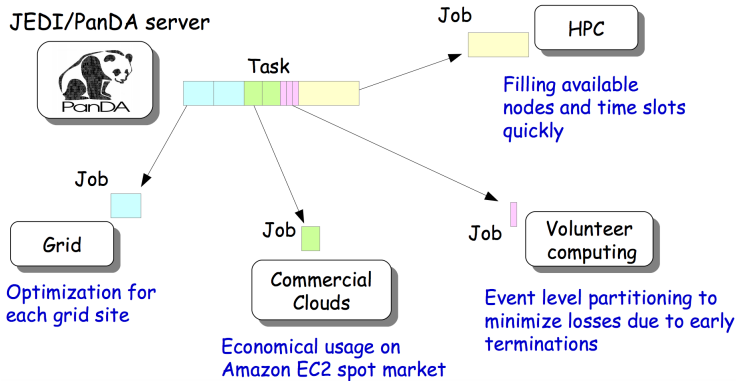 JEDI/PanDA server
PanDA
Task
Job
HPC
Filling available
nodes and time slots
quickly
Job
Grid
Optimization for
each grid site
Job
Commercial
Clouds
Economical usage on
Amazon EC2 spot market
Job
Volunteer
computing
Event level partitioning to
minimize losses due to early
terminations